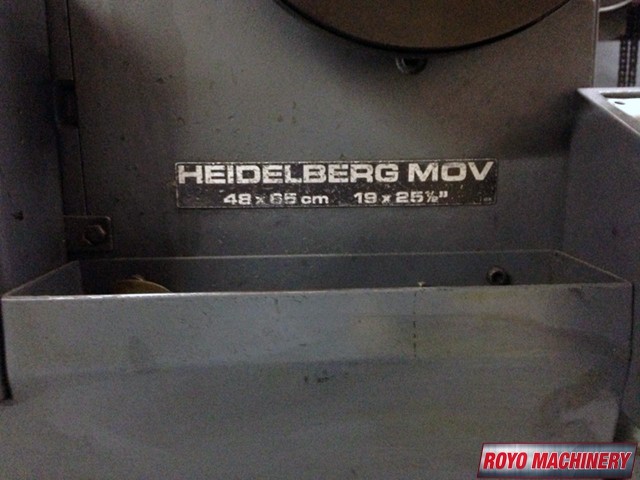 HEIDELBERG MOV
48 x 65 cm 19 x 25½"
ROYO MACHINERY